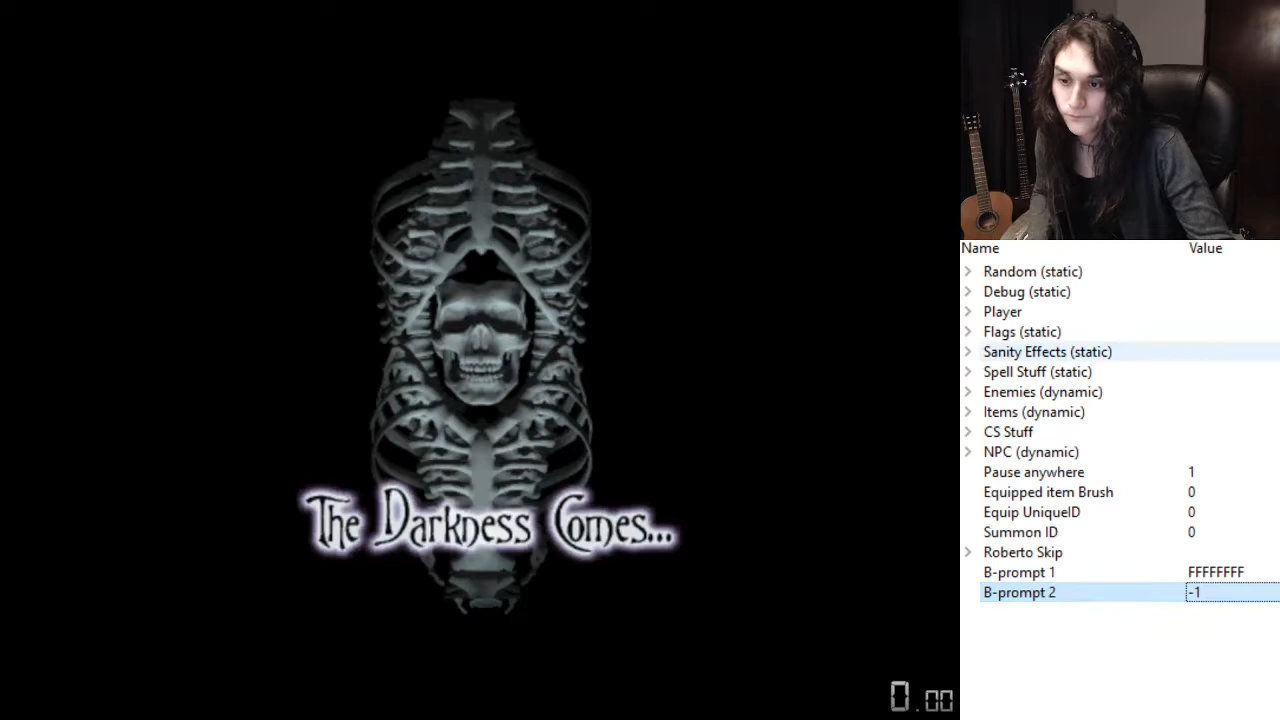 The Darkness Comes...
0.00
Name Value
Random (static)
Debug (static)
Player
Flags (static)
Sanity Effects (static)
Spell Stuff (static)
Enemies (dynamic)
Items (dynamic)
CS Stuff
NPC (dynamic)
Pause anywhere 1
Equipped item Brush 0
Equip UniqueID 0
Summon ID 0
Roberto Skip
B-prompt 1 FFFFFFFF
B-prompt 2 -1